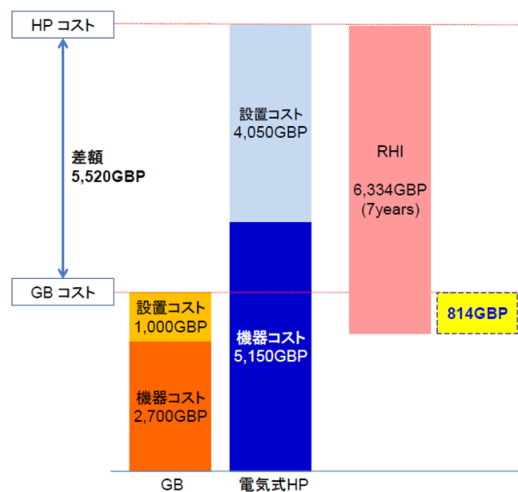 HP コスト
差額
5,520GBP
GB コスト
設置コスト
1,000GBP
機器コスト
2,700GBP
設置コスト
4,050GBP
機器コスト
5,150GBP
RHI
6,334GBP
(7years)
814GBP
GB
電気式HP